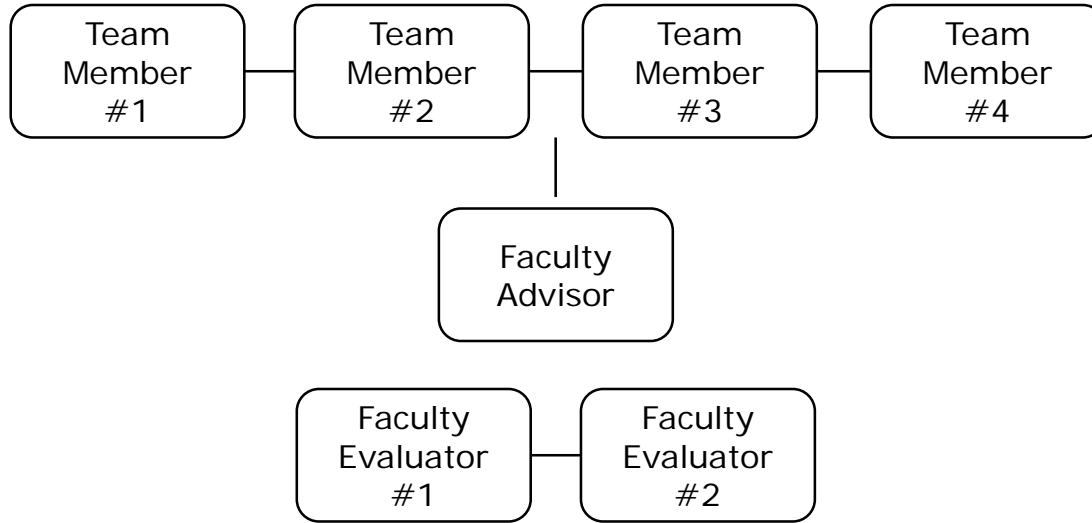 Team
Member
#1
Team
Member
#2
Team
Member
#3
Team
Member
#4
Faculty
Advisor
Faculty
Evaluator
#1
Faculty
Evaluator
#2